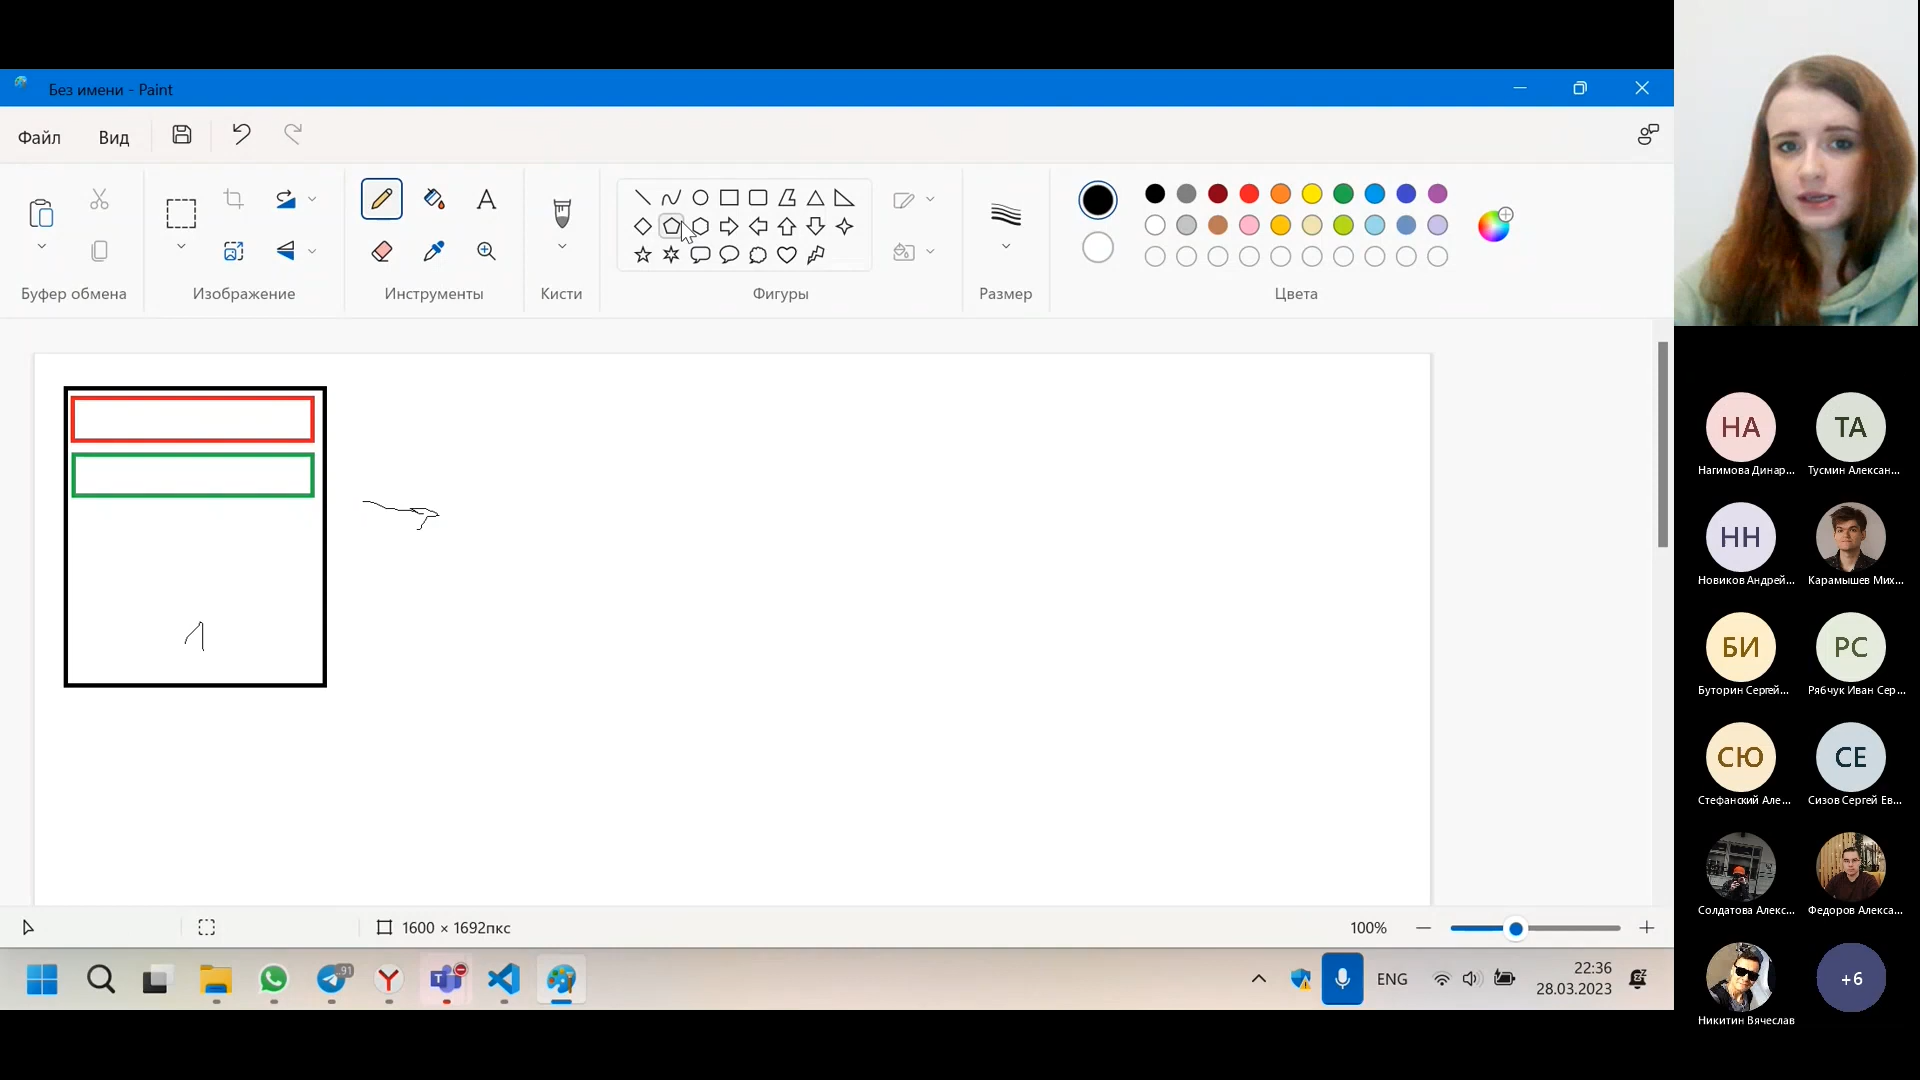 Без имени - Paint
Файл
Вид
Буфер обмена
Изображение
Инструменты
Кисти
Фигуры
Размер
Цвета
1
1600 × 1692пкс
100%
..91
ENG
22:36
28.03.2023
НА
ТА
Нагимова Динар...
Тусмин Алексан...
НН
Новиков Андрей...
Карамышев Мих...
БИ
РС
Буторин Сергей...
Рябчук Иван Сер...
СЮ
СЕ
Стефанский Але...
Сизов Сергей Ев...
Солдатова Алекс...
Федоров Алекса...
+6
Никитин Вячеслав